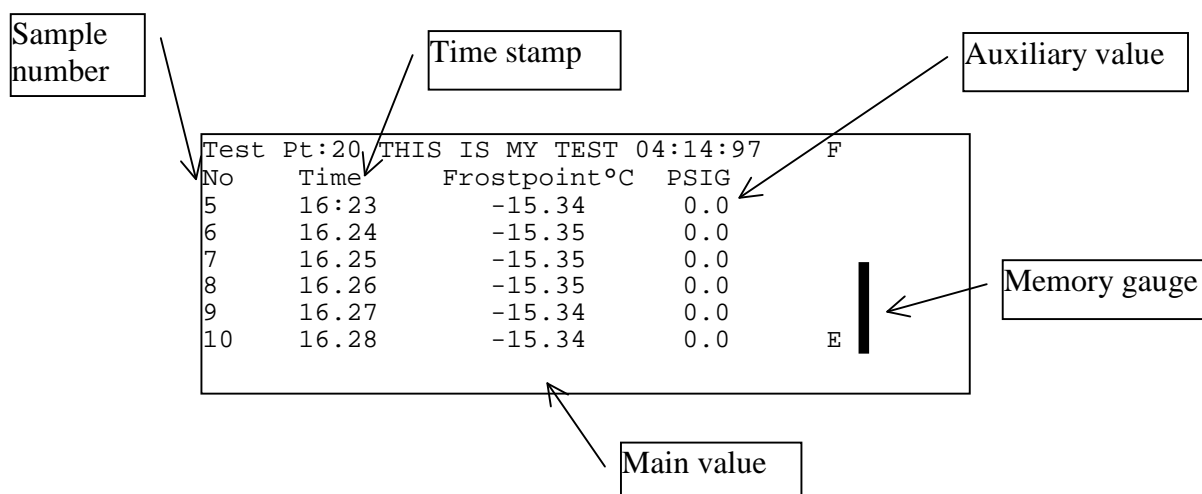 Sample
number
Time stamp
Auxiliary value
Test Pt:20 THIS IS MY TEST 04:14:97 F
No Time Frostpoint°C PSIG
5 16:23 -15.34 0.0
6 16.24 -15.35 0.0
7 16.25 -15.35 0.0
8 16.26 -15.35 0.0
9 16.27 -15.34 0.0
10 16.28 -15.34 0.0 E
Memory gauge
Main value